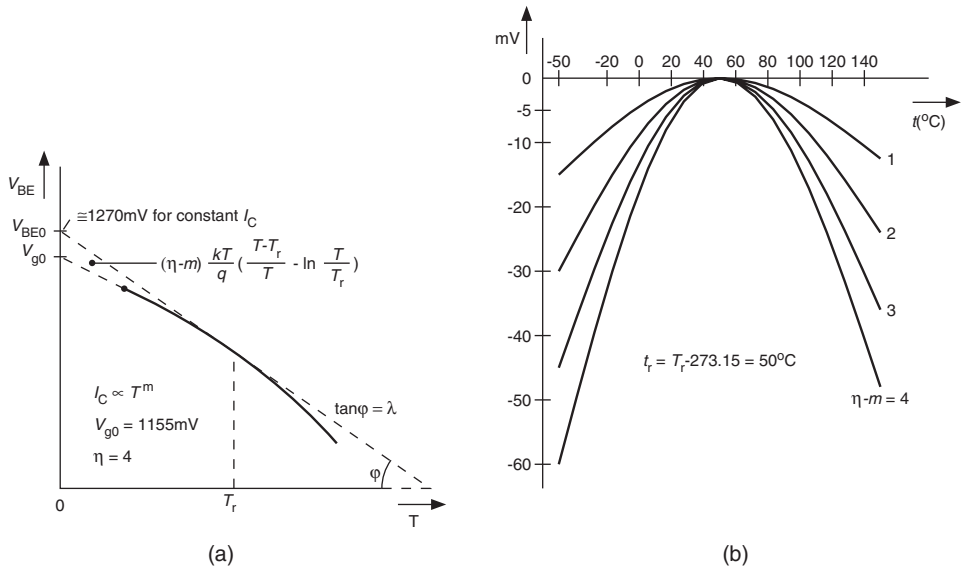 V_BE
V_BE0
≅1270mV for constant I_C
V_g0
(η-m) kT/q ( T-T_r/T - ln T/T_r )
I_C ∝ T^m
V_g0 = 1155mV
η = 4
tanφ = λ
φ
0
T_r
T
(a)
mV
-50 -20 0 20 40 60 80 100 120 140
t(°C)
0
-5
-10
-20
-30
-40
-50
-60
1
2
3
t_r = T_r-273.15 = 50°C
η-m = 4
(b)